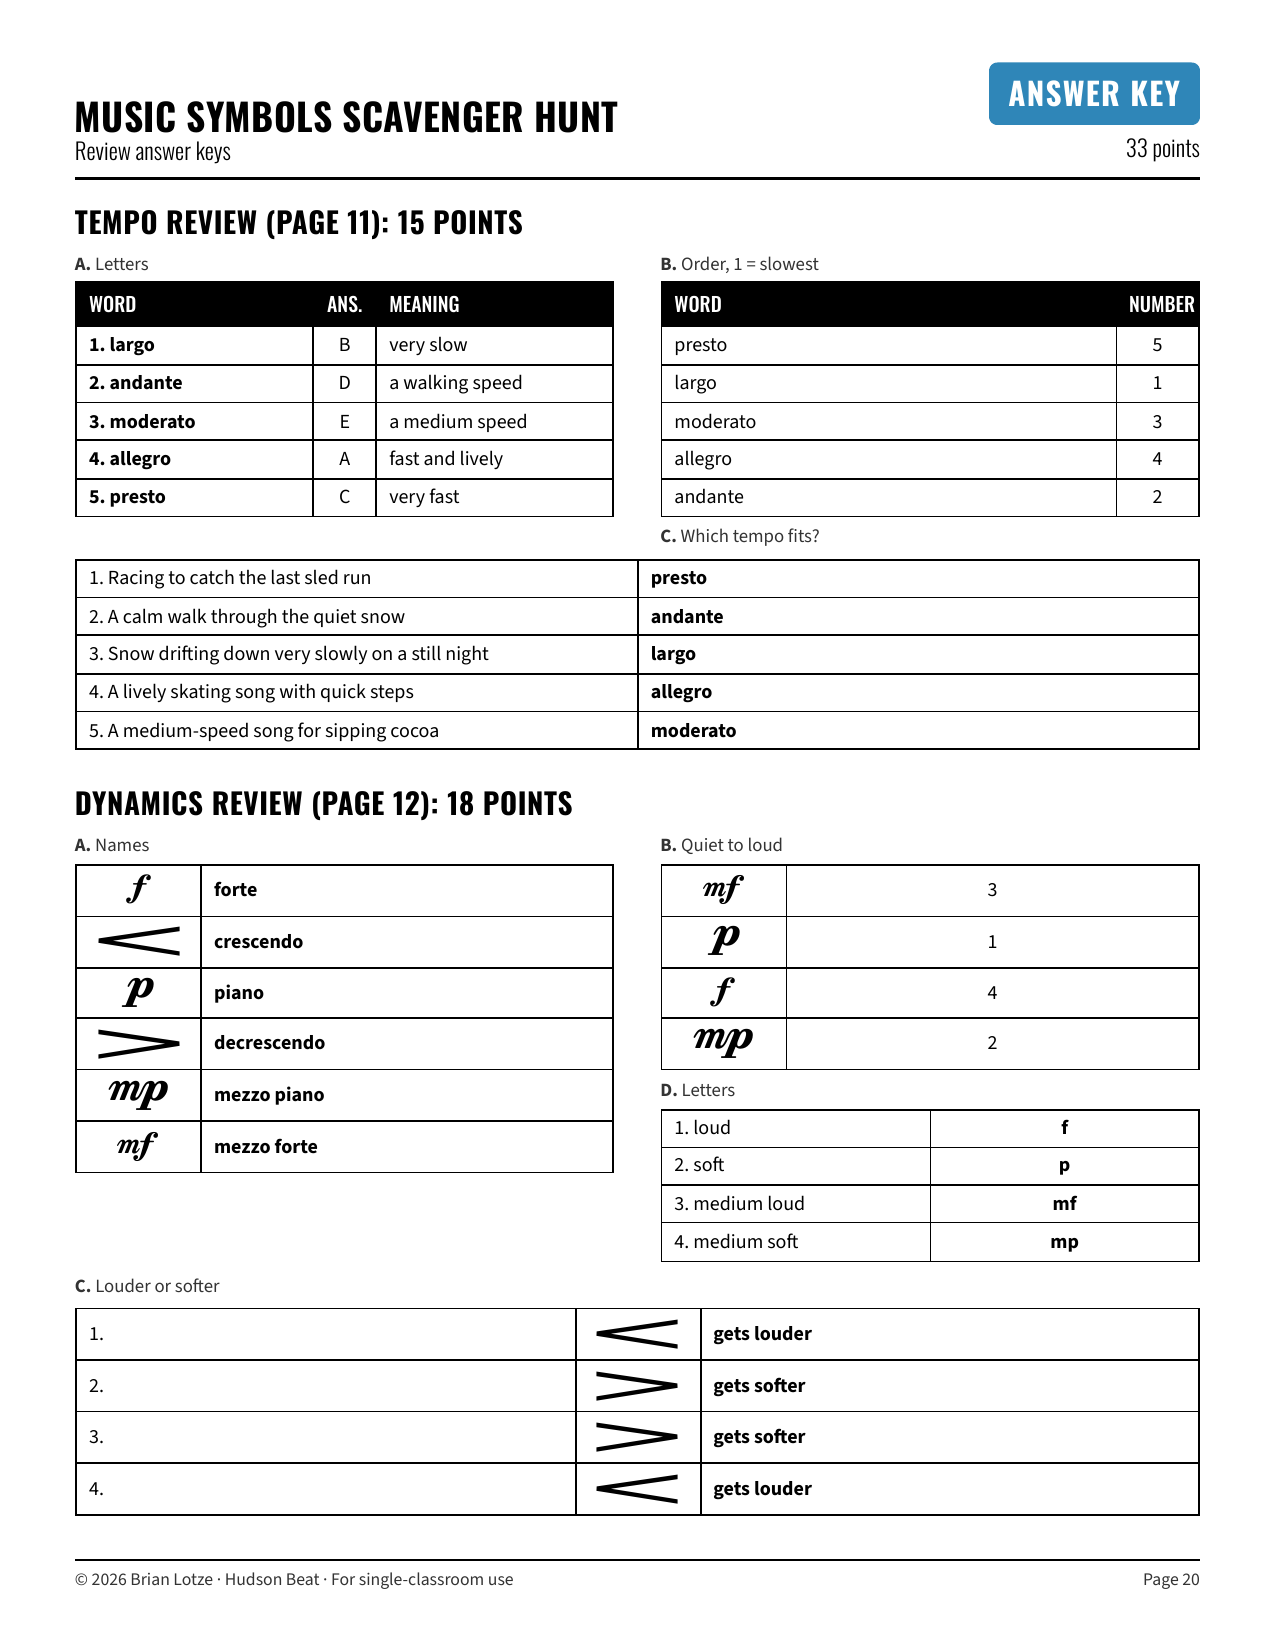 ANSWER KEY
MUSIC SYMBOLS SCAVENGER HUNT
Review answer keys
33 points
TEMPO REVIEW (PAGE 11): 15 POINTS
A. Letters
WORD ANS. MEANING
1. largo B very slow
2. andante D a walking speed
3. moderato E a medium speed
4. allegro A fast and lively
5. presto C very fast
B. Order, 1 = slowest
WORD NUMBER
presto 5
largo 1
moderato 3
allegro 4
andante 2
C. Which tempo fits?
1. Racing to catch the last sled run presto
2. A calm walk through the quiet snow andante
3. Snow drifting down very slowly on a still night largo
4. A lively skating song with quick steps allegro
5. A medium-speed song for sipping cocoa moderato
DYNAMICS REVIEW (PAGE 12): 18 POINTS
A. Names
f forte
crescendo
p piano
decrescendo
mp mezzo piano
mf mezzo forte
B. Quiet to loud
mf 3
p 1
f 4
mp 2
D. Letters
1. loud f
2. soft p
3. medium loud mf
4. medium soft mp
C. Louder or softer
1. gets louder
2. gets softer
3. gets softer
4. gets louder
© 2026 Brian Lotze · Hudson Beat · For single-classroom use
Page 20